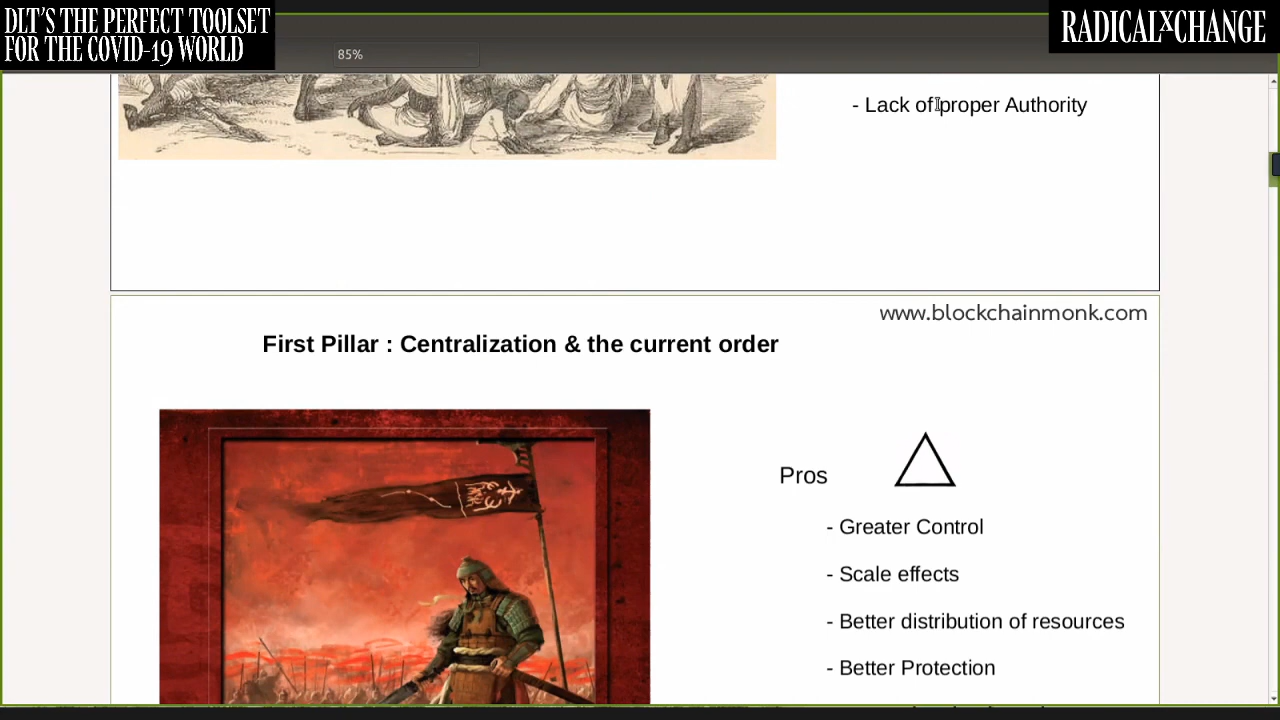 DLT'S THE PERFECT TOOLSET
FOR THE COVID-19 WORLD
RADICALXCHANGE
85%
- Lack of proper Authority
www.blockchainmonk.com
First Pillar : Centralization & the current order
Pros
- Greater Control
- Scale effects
- Better distribution of resources
- Better Protection